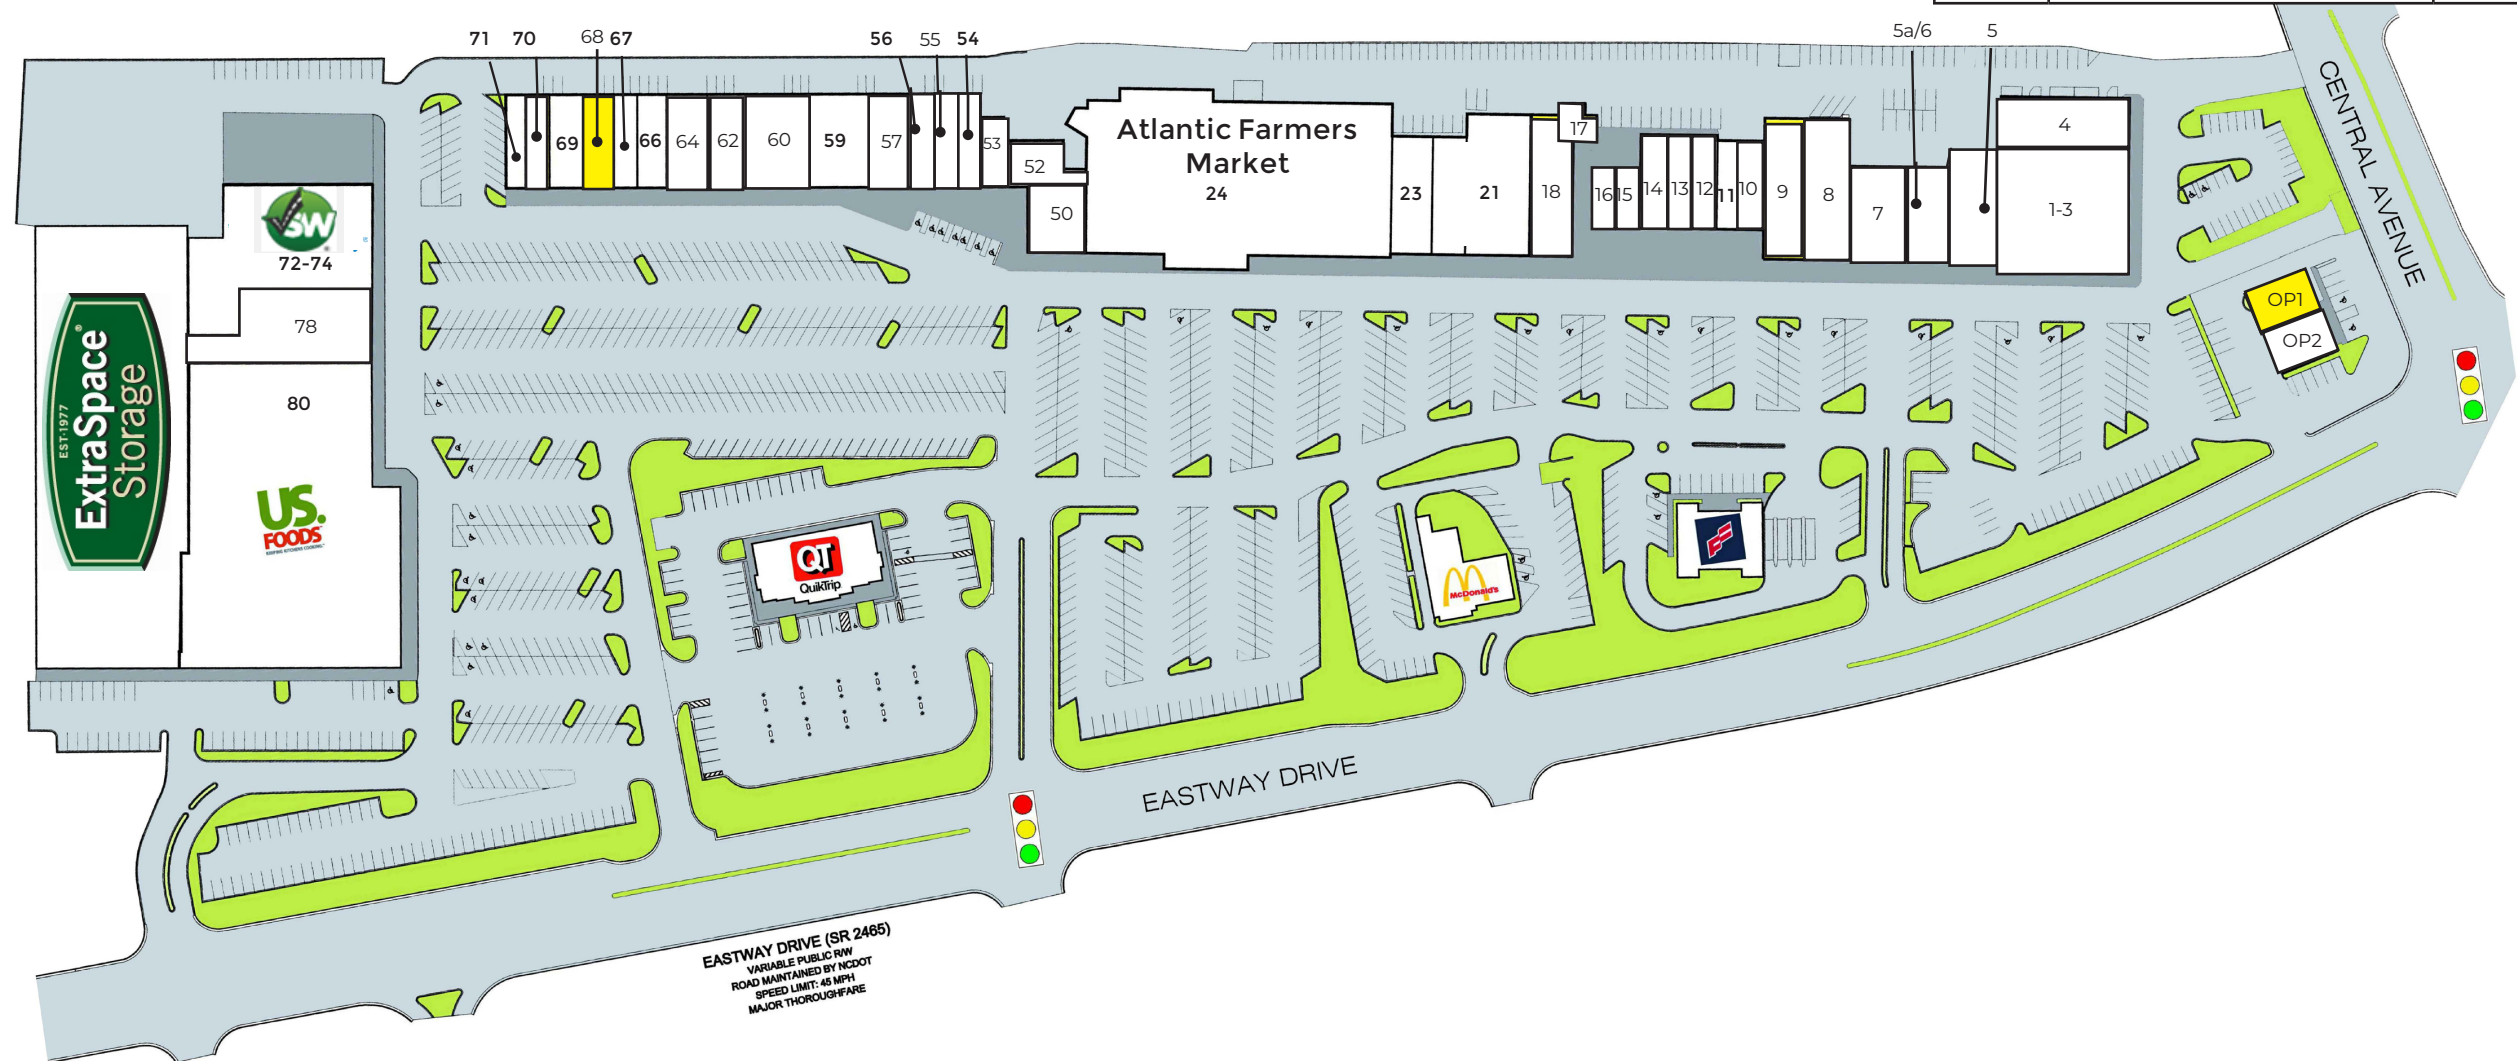 71 70 68 67 56 55 54 5a/6 5
CENTRAL AVENUE
69 66 64 62 60 59 57 53 52 50
Atlantic Farmers
Market
24
23 21 18 17 16 15 14 13 12 11 10 9 8 7 4
1-3
SW
72-74
78
80
EST·1977
ExtraSpace®
Storage
US.
FOODS
KEEPING KITCHENS COOKING.
OP1
OP2
QT
QuikTrip
McDonald's
EASTWAY DRIVE
EASTWAY DRIVE (SR 2465)
VARIABLE PUBLIC R/W
ROAD MAINTAINED BY NCDOT
SPEED LIMIT: 45 MPH
MAJOR THOROUGHFARE